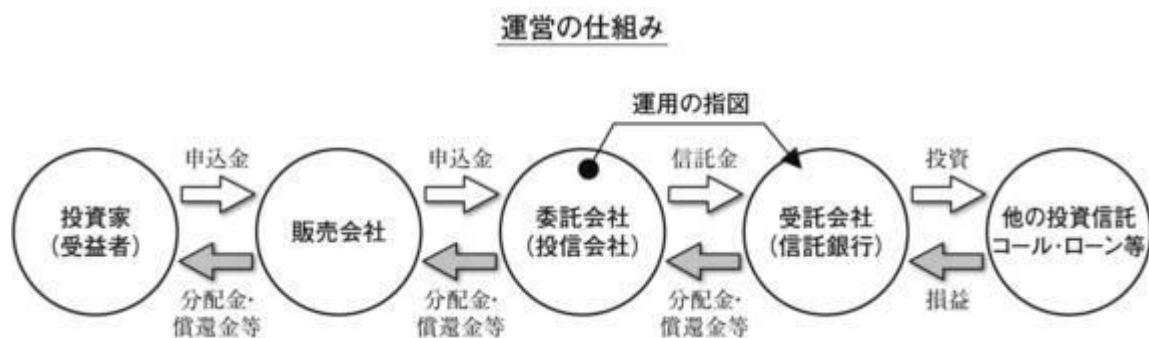 運営の仕組み
運用の指図
申込金
申込金
信託金
投資
投資家
（受益者）
販売会社
委託会社
（投信会社）
受託会社
（信託銀行）
他の投資信託
コール・ローン等
分配金・
償還金等
分配金・
償還金等
分配金・
償還金等
損益